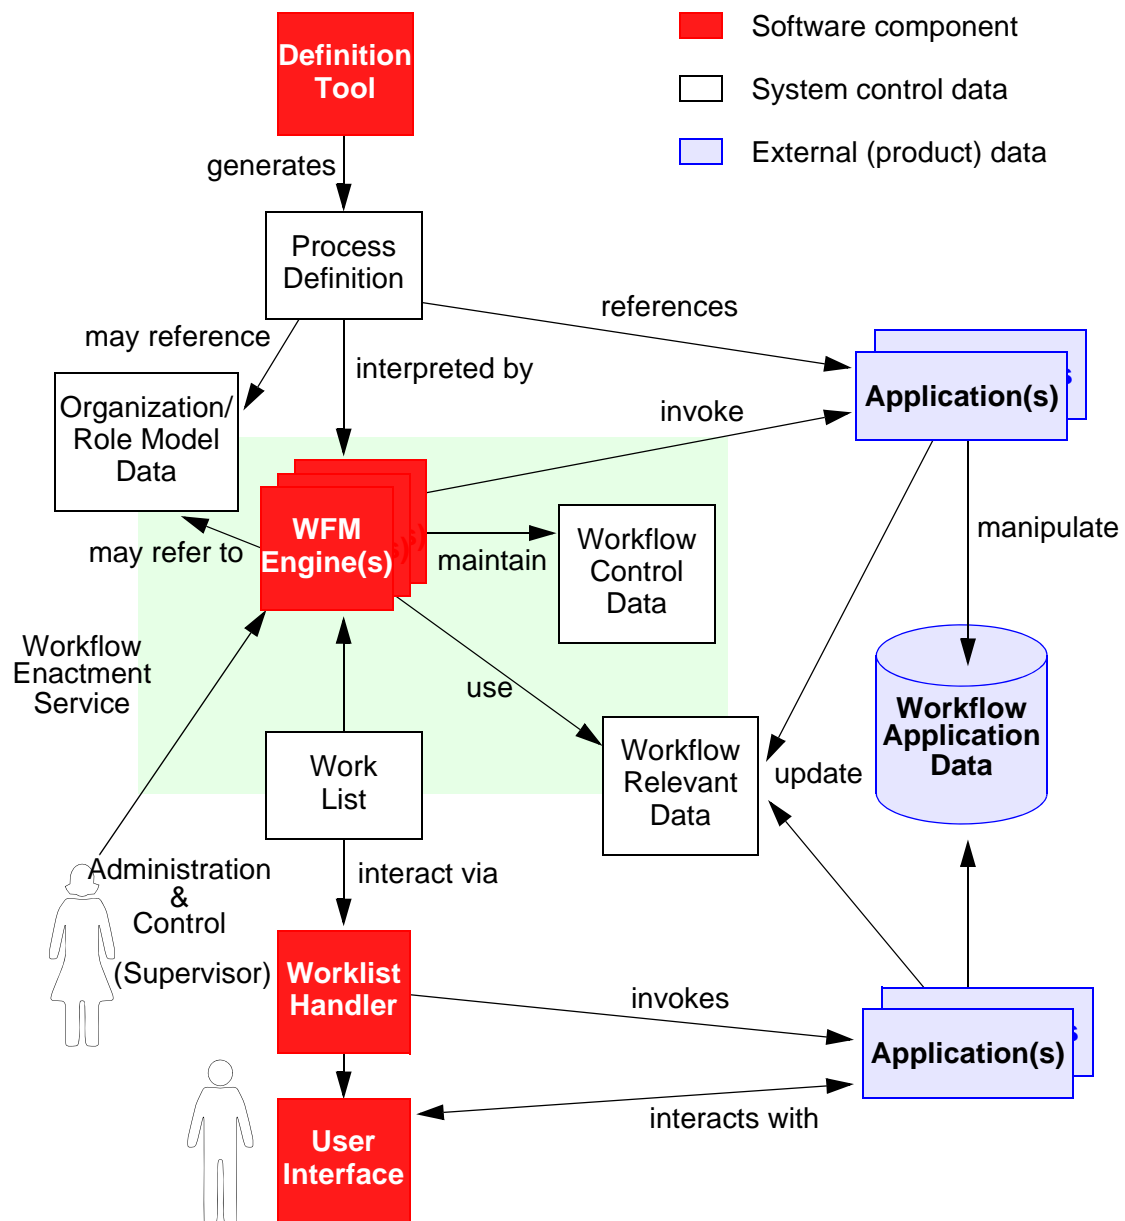 Definition
Tool
Software component
System control data
External (product) data
generates
Process
Definition
references
may reference
interpreted by
Organization/
Role Model
Data
invoke
Application(s)
s
WFM
Engine(s)
s)
s)
may refer to
maintain
Workflow
Control
Data
manipulate
Workflow
Enactment
Service
use
Work
List
Workflow
Relevant
Data
update
Workflow
Application
Data
Administration
&
Control
(Supervisor)
interact via
Worklist
Handler
invokes
Application(s)
s
interacts with
User
Interface